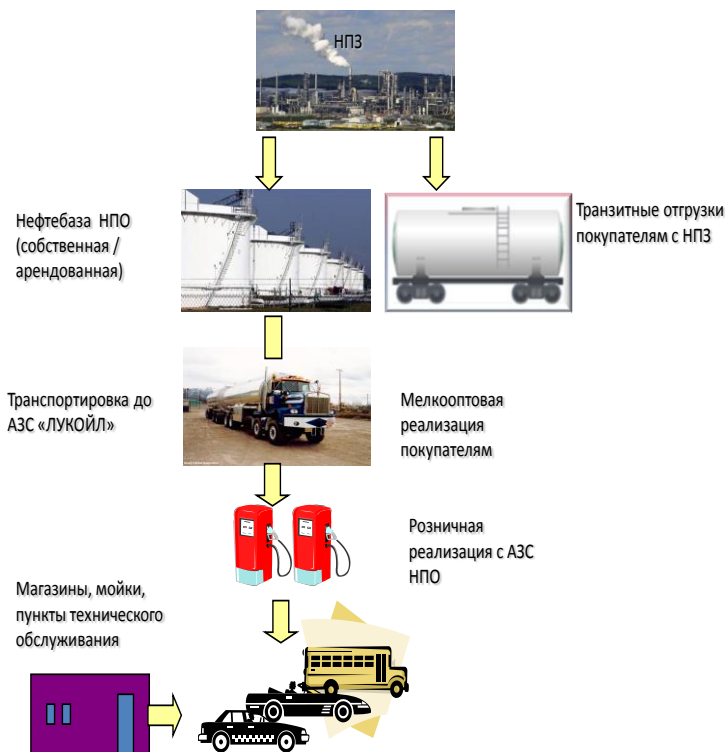 НПЗ
Нефтебаза НПО
(собственная /
арендованная)
Транзитные отгрузки
покупателям с НПЗ
Транспортировка до
АЗС «ЛУКОЙЛ»
Мелкооптовая
реализация
покупателям
Розничная
реализация с АЗС
НПО
Магазины, мойки,
пункты технического
обслуживания